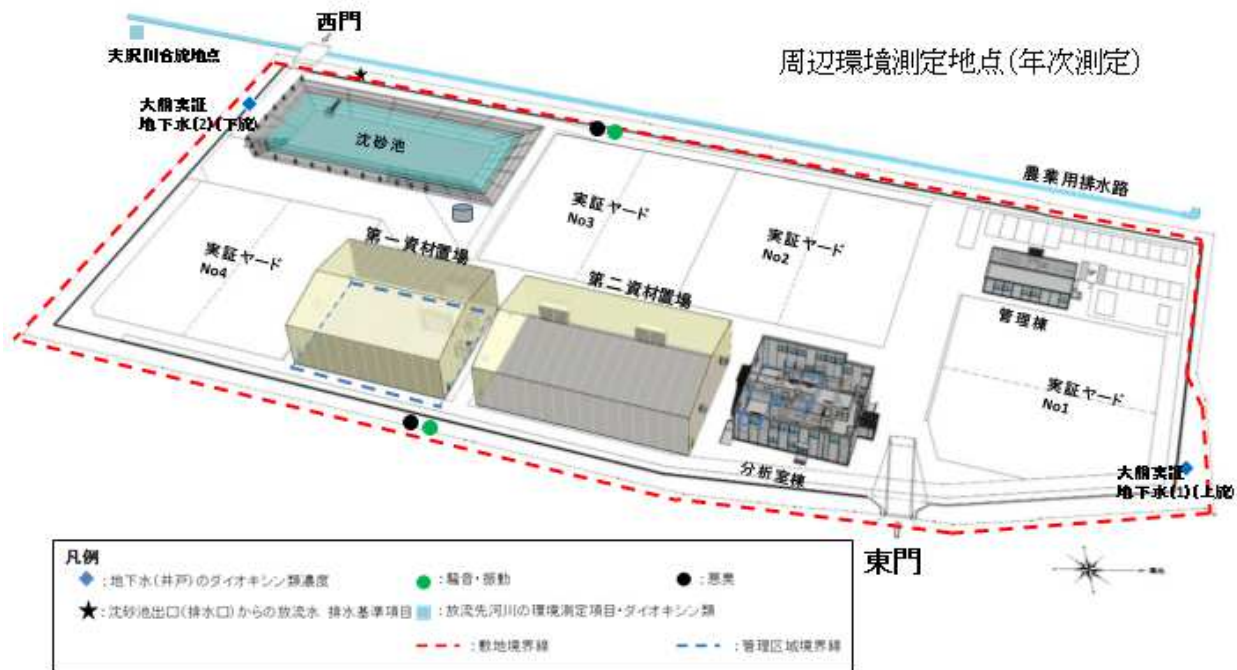 西門
周辺環境測定地点(年次測定)
大熊実証
地下水(2)(下流)
沈砂池
農業用排水路
実証ヤード
No3
実証ヤード
No2
実証ヤード
No4
第一資材置場
第二資材置場
管理棟
実証ヤード
No1
分析室棟
大熊実証
地下水(1)(上流)
東門
凡例
:地下水(井戸)のダイオキシン類濃度
:騒音・振動
:悪臭
:沈砂池出口(排水口)からの放流水 排水基準項目
:放流先河川の環境測定項目・ダイオキシン類
:敷地境界線
:管理区域境界線